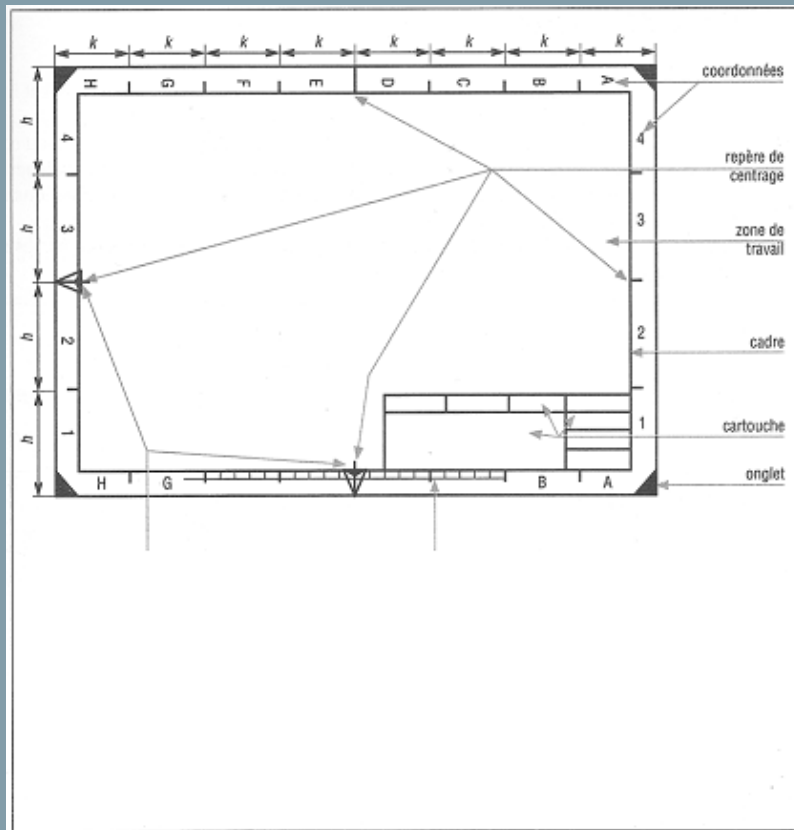 k k k k k k k k
H G F E D C B A
coordonnées
4 4
h
repère de
centrage
3 3
h
zone de
travail
2 2
h
cadre
1 1
h
cartouche
H G B A
onglet